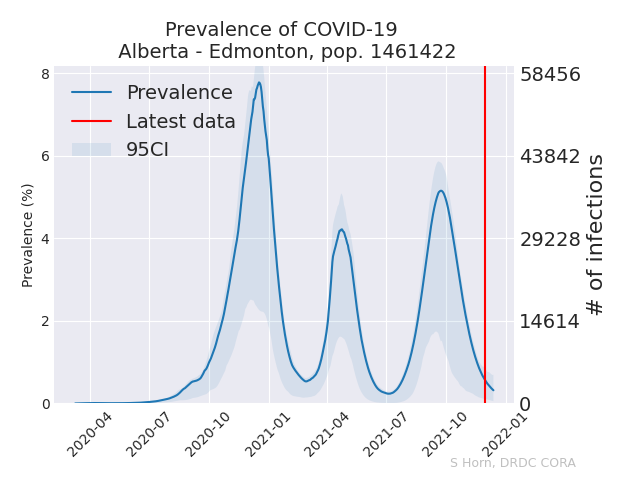 Prevalence of COVID-19
Alberta - Edmonton, pop. 1461422
Prevalence
Latest data
95CI
Prevalence (%)
8
6
4
2
0
58456
43842
29228
14614
0
# of infections
2020-04
2020-07
2020-10
2021-01
2021-04
2021-07
2021-10
2022-01
S Horn, DRDC CORA